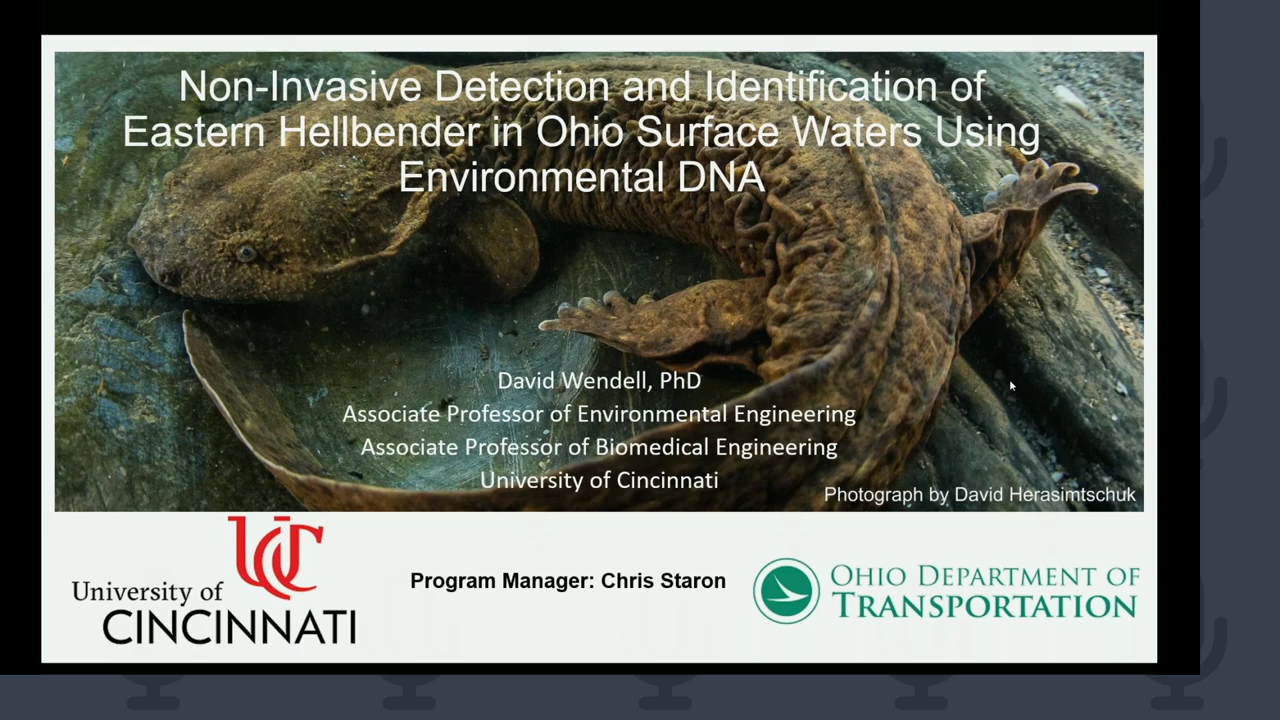 Non-Invasive Detection and Identification of
Eastern Hellbender in Ohio Surface Waters Using
Environmental DNA
David Wendell, PhD
Associate Professor of Environmental Engineering
Associate Professor of Biomedical Engineering
University of Cincinnati
Photograph by David Herasimtschuk
UC
University of
CINCINNATI
Program Manager: Chris Staron
OHIO DEPARTMENT OF
TRANSPORTATION